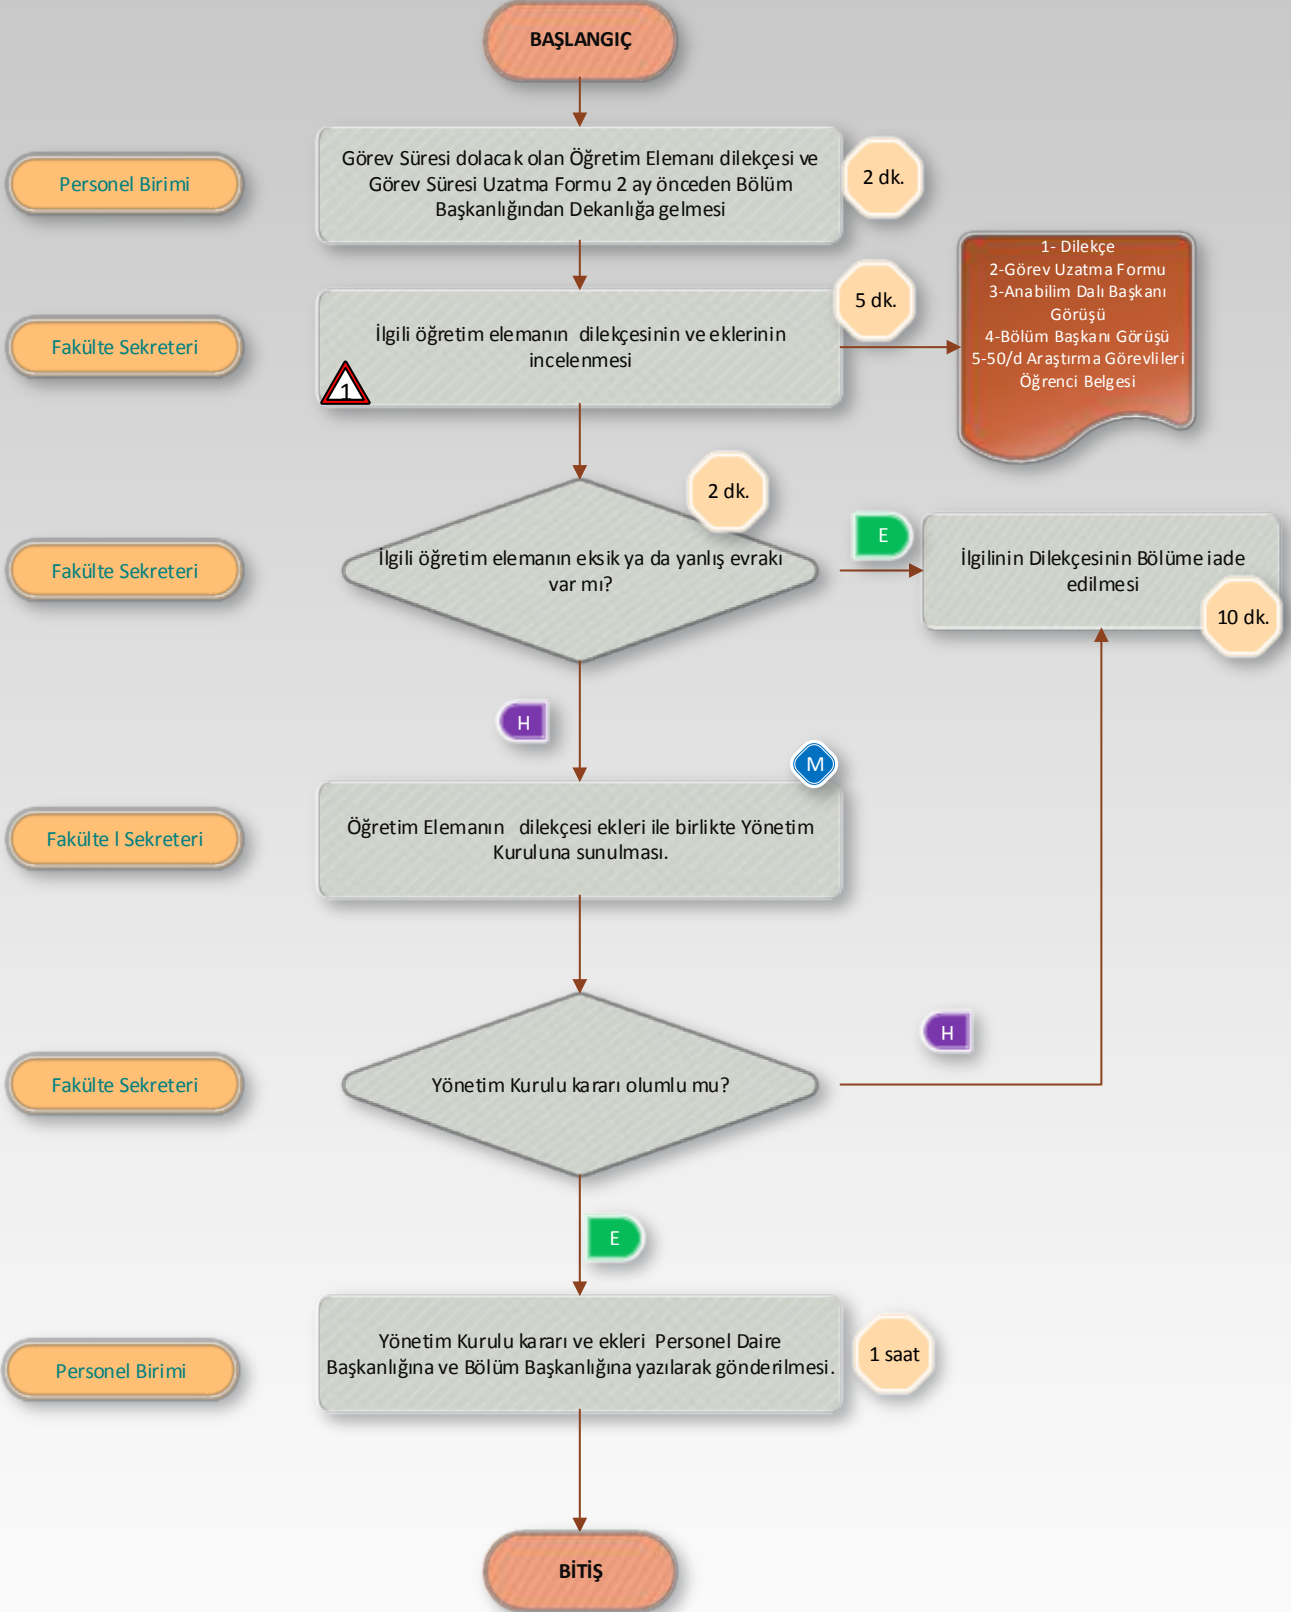 BAŞLANGIÇ
Personel Birimi
Görev Süresi dolacak olan Öğretim Elemanı dilekçesi ve
Görev Süresi Uzatma Formu 2 ay önceden Bölüm
Başkanlığından Dekanlığa gelmesi
2 dk.
Fakülte Sekreteri
İlgili öğretim elemanın dilekçesinin ve eklerinin
incelenmesi
1
5 dk.
1- Dilekçe
2-Görev Uzatma Formu
3-Anabilim Dalı Başkanı
Görüşü
4-Bölüm Başkanı Görüşü
5-50/d Araştırma Görevlileri
Öğrenci Belgesi
Fakülte Sekreteri
İlgili öğretim elemanın eksik ya da yanlış evrakı
var mı?
2 dk.
E
İlgilinin Dilekçesinin Bölüme iade
edilmesi
10 dk.
H
Fakülte l Sekreteri
Öğretim Elemanın dilekçesi ekleri ile birlikte Yönetim
Kuruluna sunulması.
M
Fakülte Sekreteri
Yönetim Kurulu kararı olumlu mu?
H
E
Personel Birimi
Yönetim Kurulu kararı ve ekleri Personel Daire
Başkanlığına ve Bölüm Başkanlığına yazılarak gönderilmesi.
1 saat
BİTİŞ